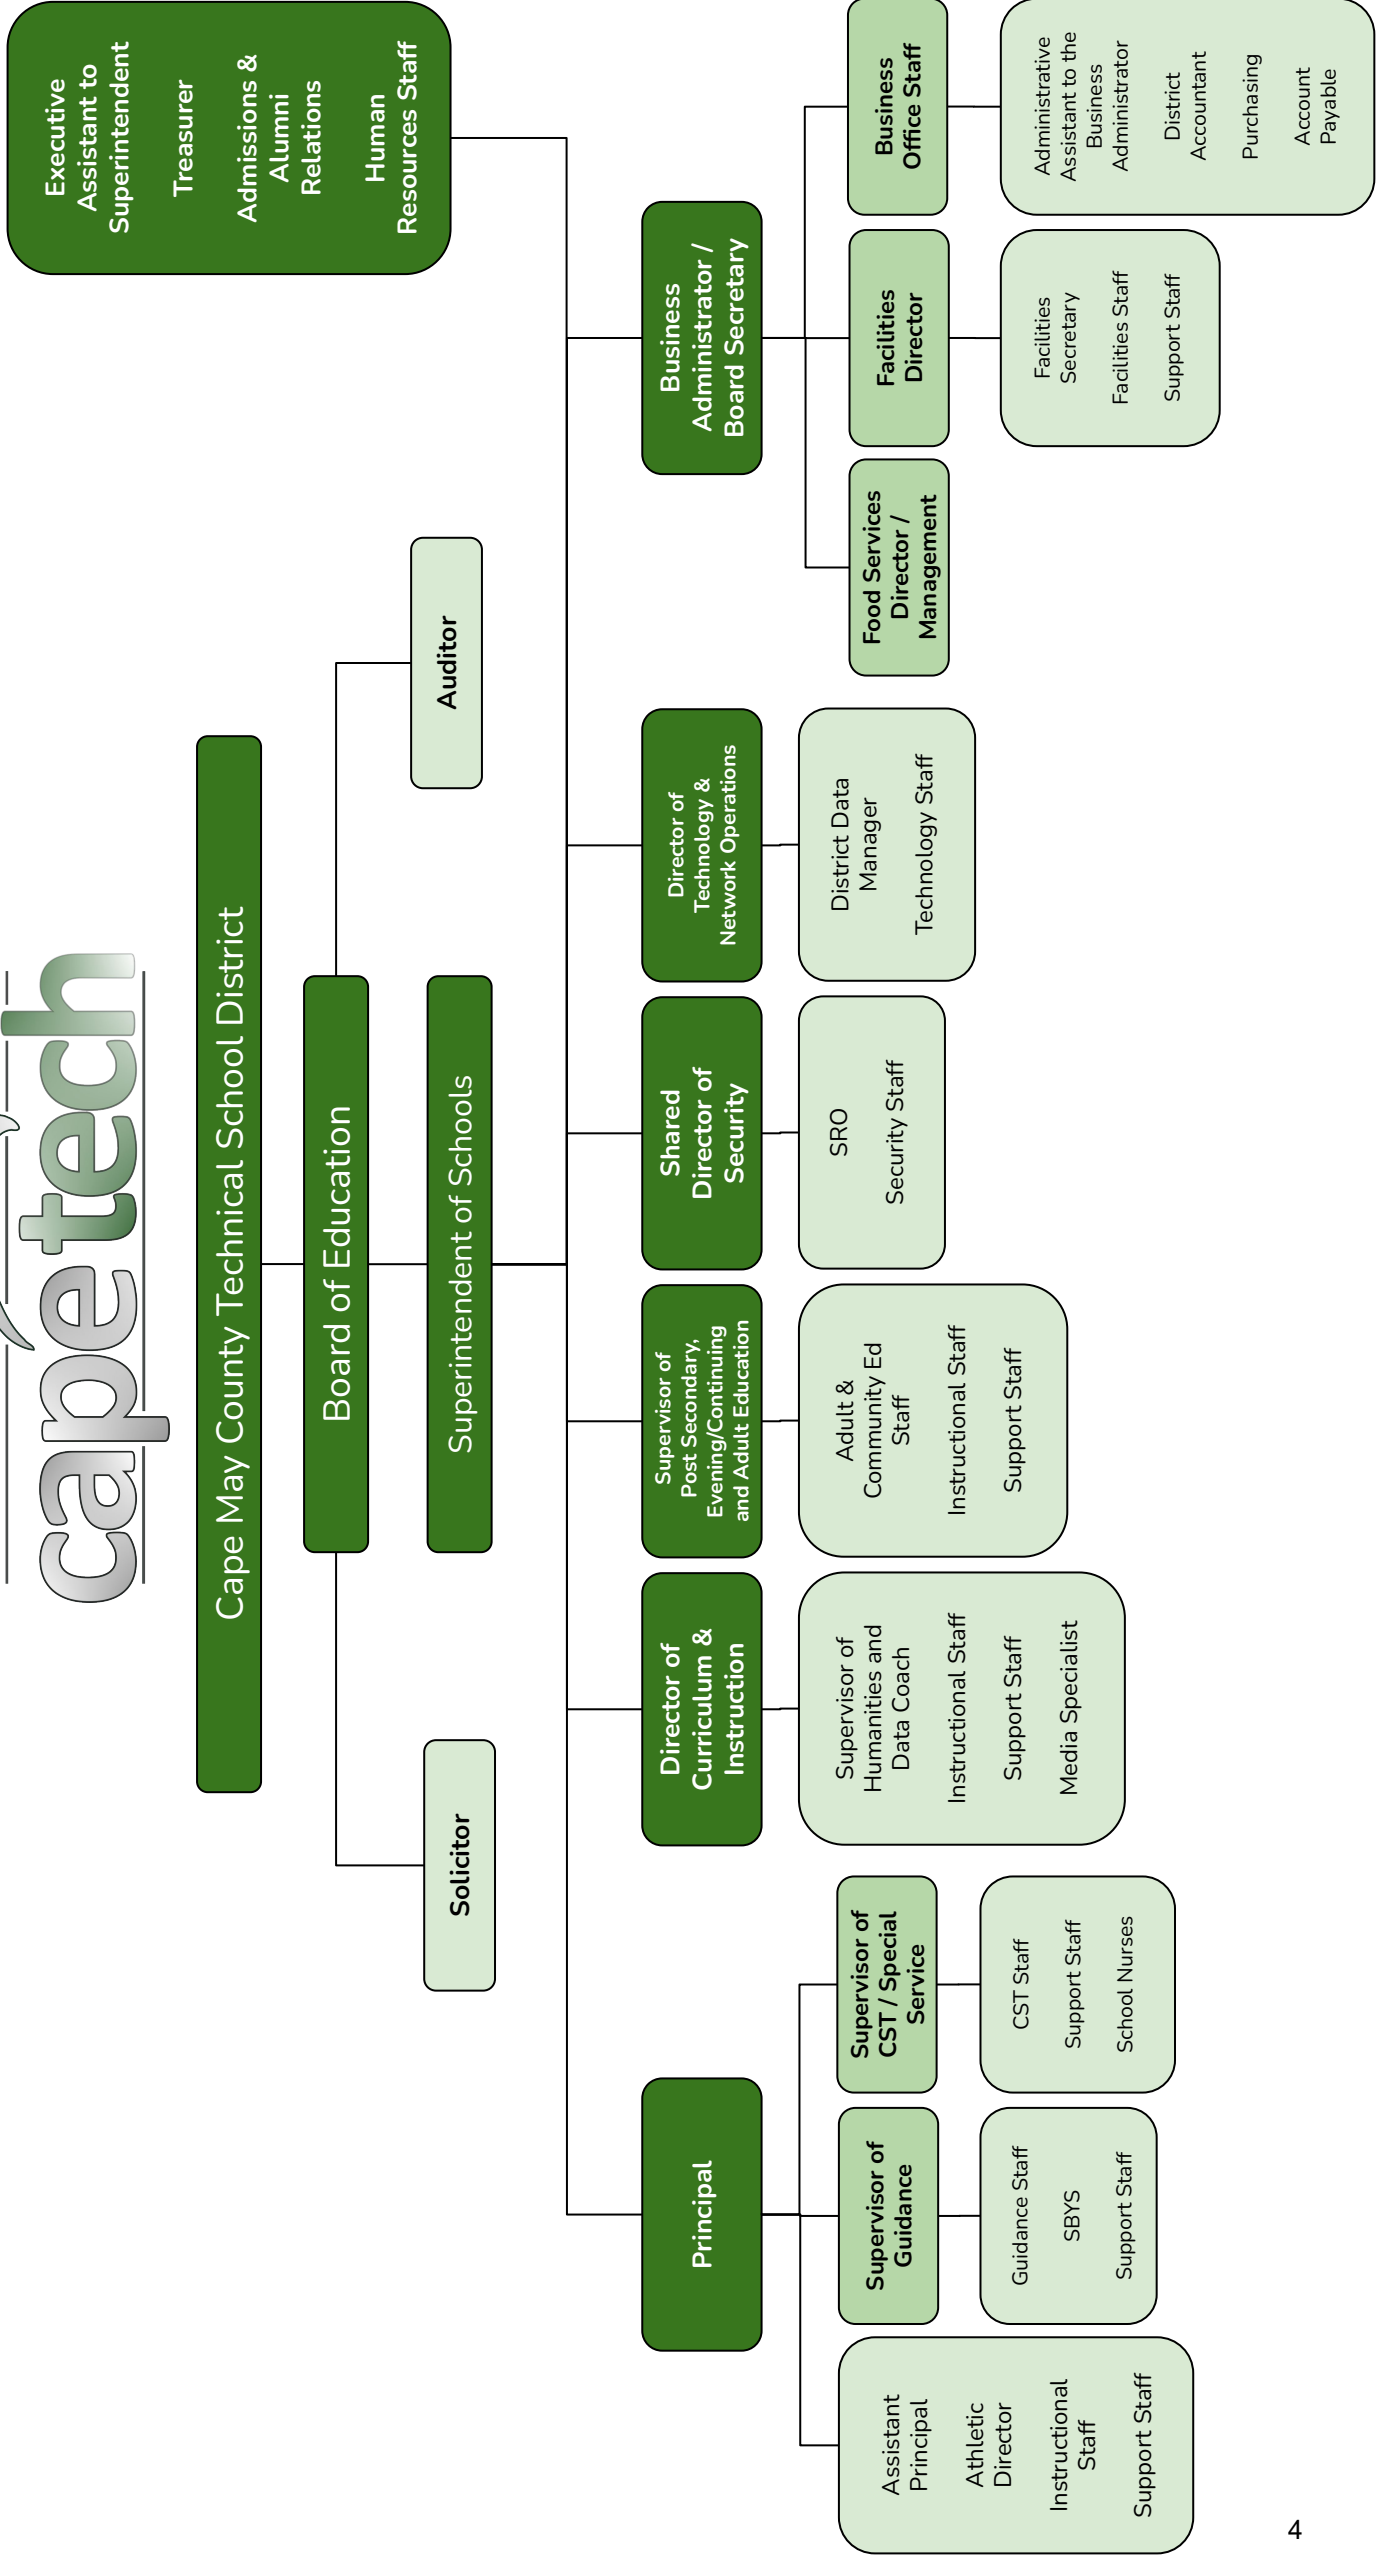 cape tech
Cape May County Technical School District
Board of Education
Superintendent of Schools
Solicitor
Auditor
Executive
Assistant to
Superintendent
Treasurer
Admissions &
Alumni
Relations
Human
Resources Staff
Principal
Director of
Curriculum &
Instruction
Supervisor of
Post Secondary,
Evening/Continuing
and Adult Education
Shared
Director of
Security
Director of
Technology &
Network Operations
Business
Administrator /
Board Secretary
Assistant
Principal
Athletic
Director
Instructional
Staff
Support Staff
Supervisor of
Guidance
Guidance Staff
SBYS
Support Staff
Supervisor of
CST / Special
Service
CST Staff
Support Staff
School Nurses
Supervisor of
Humanities and
Data Coach
Instructional Staff
Support Staff
Media Specialist
Adult &
Community Ed
Staff
Instructional Staff
Support Staff
SRO
Security Staff
District Data
Manager
Technology Staff
Food Services
Director /
Management
Facilities
Director
Facilities
Secretary
Facilities Staff
Support Staff
Business
Office Staff
Administrative
Assistant to the
Business
Administrator
District
Accountant
Purchasing
Account
Payable
4